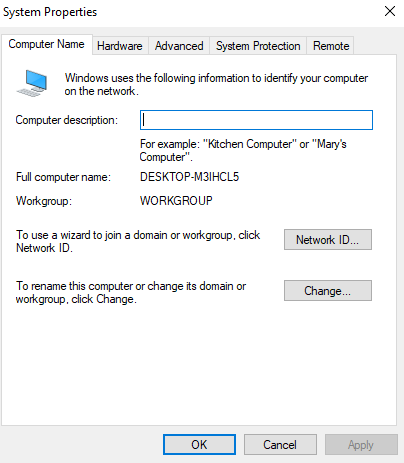 System Properties
Computer Name Hardware Advanced System Protection Remote
Windows uses the following information to identify your computer
on the network.
Computer description:
For example: "Kitchen Computer" or "Mary's
Computer".
Full computer name: DESKTOP-M3IHCL5
Workgroup: WORKGROUP
To use a wizard to join a domain or workgroup, click
Network ID.
Network ID...
To rename this computer or change its domain or
workgroup, click Change.
Change...
OK Cancel Apply